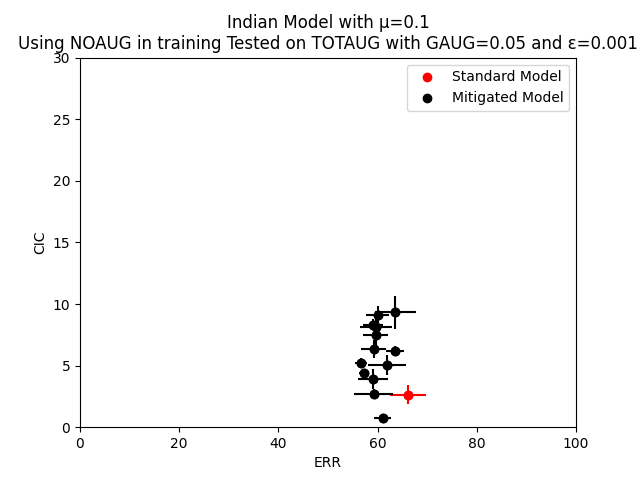 Indian Model with μ=0.1
Using NOAUG in training Tested on TOTAUG with GAUG=0.05 and ε=0.001
Standard Model
Mitigated Model
30
25
20
15
10
5
0
CIC
0 20 40 60 80 100
ERR